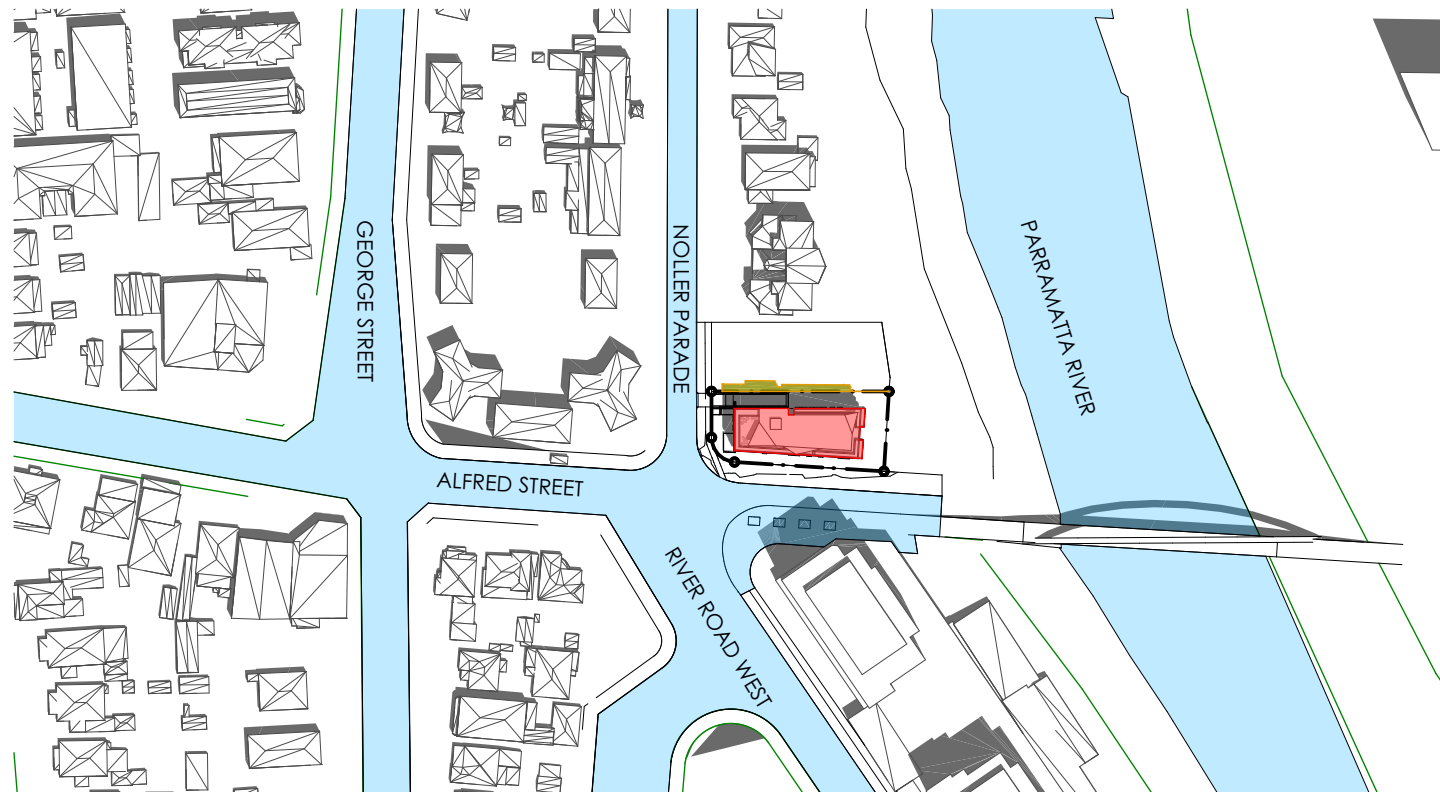 GEORGE STREET
NOLLER PARADE
PARRAMATTA RIVER
ALFRED STREET
RIVER ROAD WEST